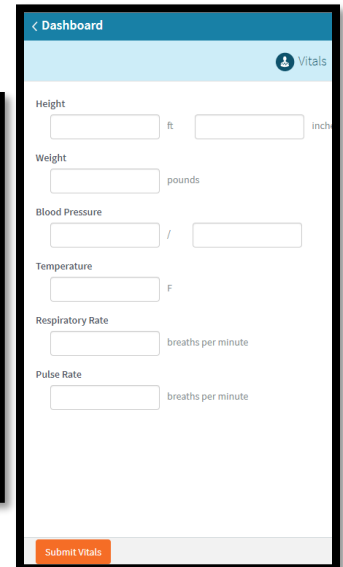 < Dashboard
Vitals
Height
ft
Weight
pounds
Blood Pressure
/
Temperature
F
Respiratory Rate
breaths per minute
Pulse Rate
breaths per minute
Submit Vitals